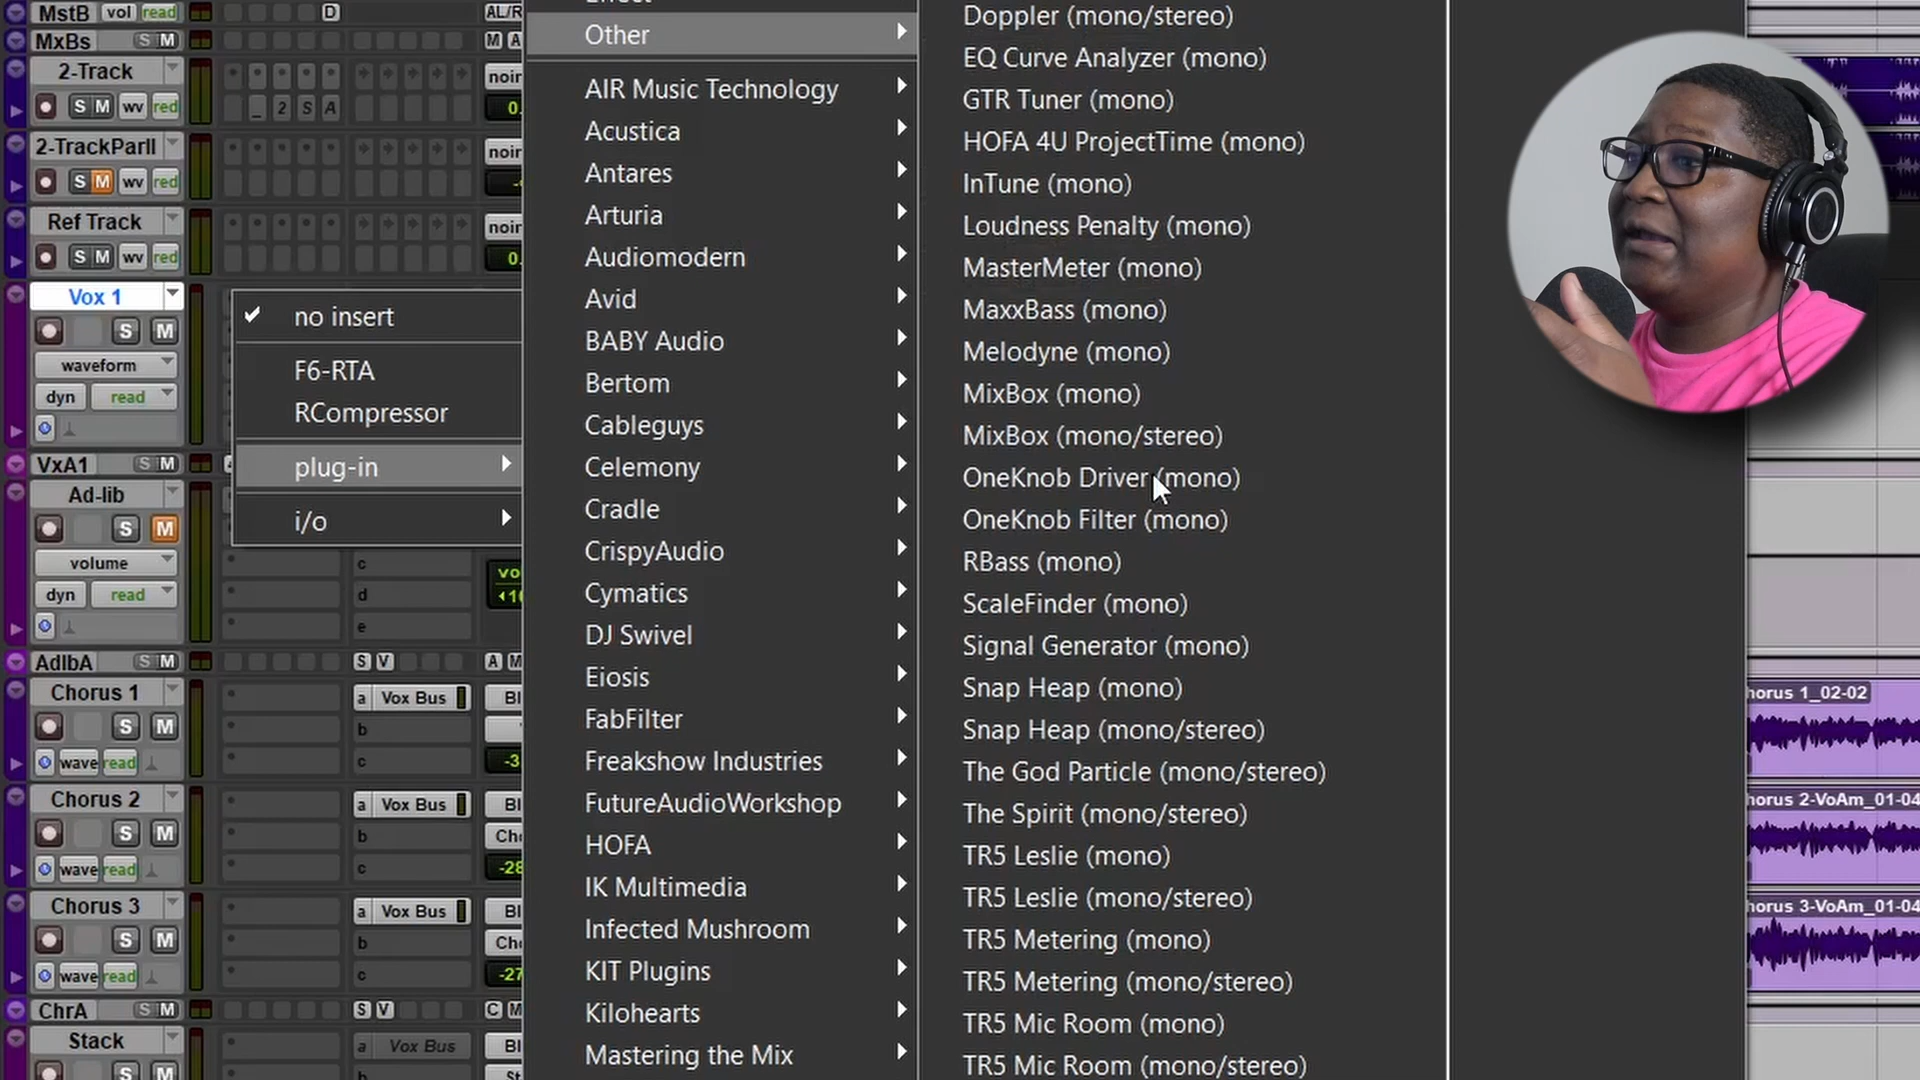 MstB vol read D AL/R
MxBs S M M A
2-Track
S M wv red
_ 2 S A 0.
2-TrackParII
S M wv red
Ref Track
S M wv red 0.
Vox 1
S M
waveform
dyn read
VxA1 S M
Ad-lib
S M
volume
dyn read
c
d
e
AdlbA S M S V A M
Chorus 1
a Vox Bus
S M b
wave read c -3
Chorus 2
a Vox Bus
S M b
wave read c -28
Chorus 3
a Vox Bus
S M b
wave read c -27
ChrA S M S V C M
Stack
a Vox Bus
S M
no insert
F6-RTA
RCompressor
plug-in
i/o
Other
AIR Music Technology
Acustica
Antares
Arturia
Audiomodern
Avid
BABY Audio
Bertom
Cableguys
Celemony
Cradle
CrispyAudio
Cymatics
DJ Swivel
Eiosis
FabFilter
Freakshow Industries
FutureAudioWorkshop
HOFA
IK Multimedia
Infected Mushroom
KIT Plugins
Kilohearts
Mastering the Mix
Doppler (mono/stereo)
EQ Curve Analyzer (mono)
GTR Tuner (mono)
HOFA 4U ProjectTime (mono)
InTune (mono)
Loudness Penalty (mono)
MasterMeter (mono)
MaxxBass (mono)
Melodyne (mono)
MixBox (mono)
MixBox (mono/stereo)
OneKnob Driver (mono)
OneKnob Filter (mono)
RBass (mono)
ScaleFinder (mono)
Signal Generator (mono)
Snap Heap (mono)
Snap Heap (mono/stereo)
The God Particle (mono/stereo)
The Spirit (mono/stereo)
TR5 Leslie (mono)
TR5 Leslie (mono/stereo)
TR5 Metering (mono)
TR5 Metering (mono/stereo)
TR5 Mic Room (mono)
TR5 Mic Room (mono/stereo)
horus 1_02-02
horus 2-VoAm_01-04
horus 3-VoAm_01-04